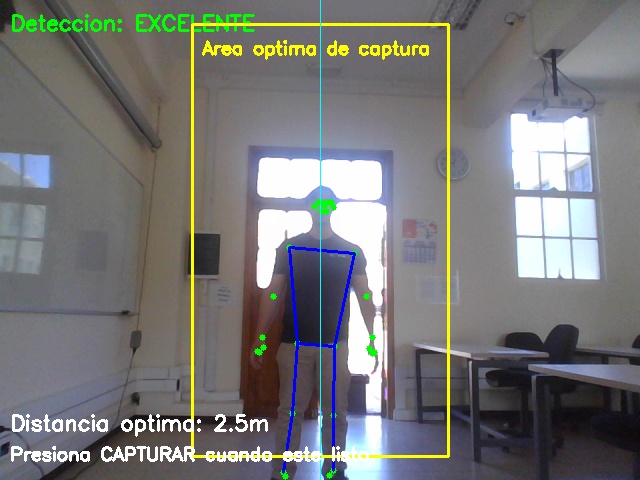 Deteccion: EXCELENTE
Area optima de captura
Distancia optima: 2.5m
Presiona CAPTURAR cuando este listo